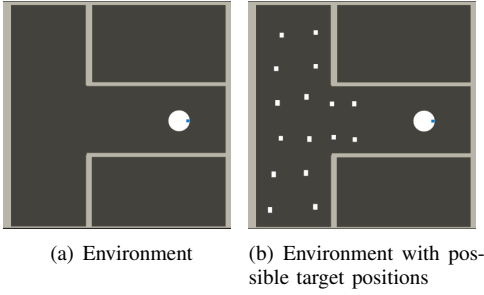 (a) Environment
(b) Environment with pos-
sible target positions